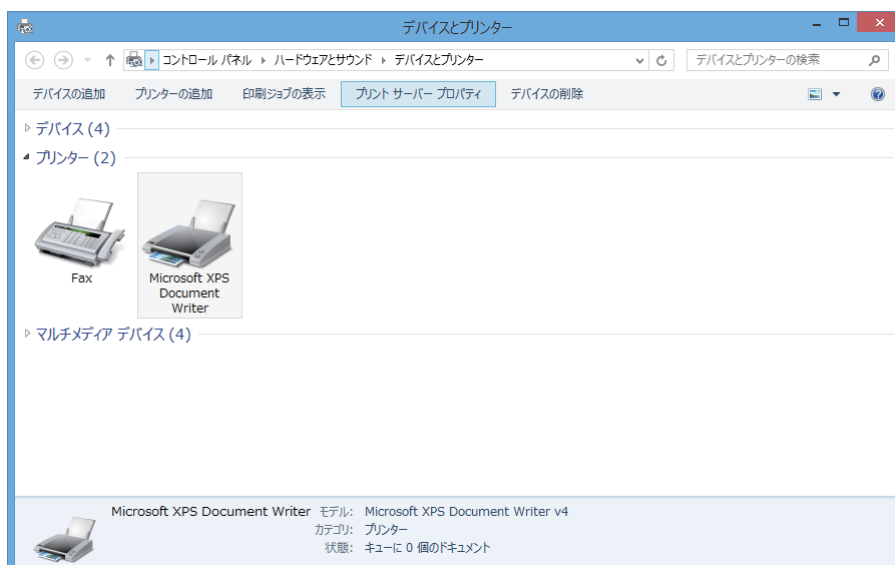 デバイスとプリンター
コントロール パネル ハードウェアとサウンド デバイスとプリンター デバイスとプリンターの検索
デバイスの追加 プリンターの追加 印刷ジョブの表示 プリント サーバー プロパティ デバイスの削除
デバイス (4)
プリンター (2)
Fax
Microsoft XPS
Document
Writer
マルチメディア デバイス (4)
Microsoft XPS Document Writer モデル: Microsoft XPS Document Writer v4
カテゴリ: プリンター
状態: キューに 0 個のドキュメント